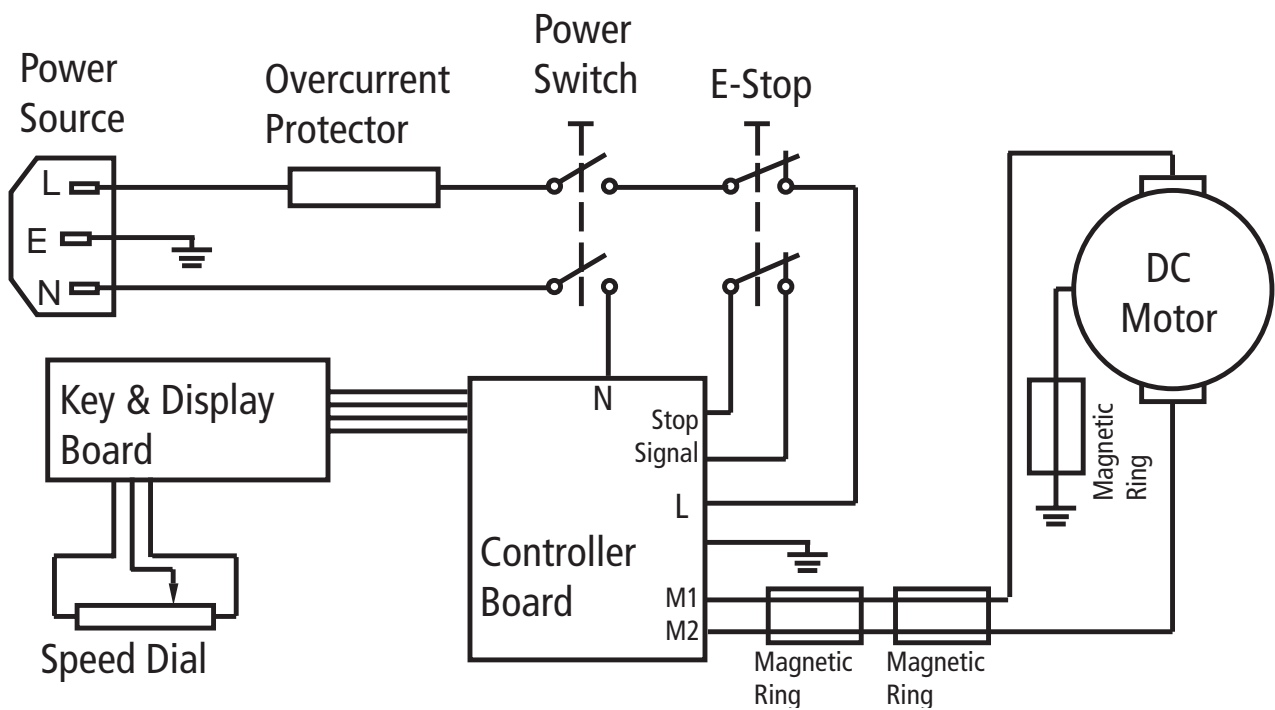 Power
Source
Overcurrent
Protector
Power
Switch
E-Stop
L
E
N
DC
Motor
Key & Display
Board
N
Stop
Signal
L
Controller
Board
M1
M2
Magnetic
Ring
Magnetic
Ring
Magnetic
Ring
Speed Dial